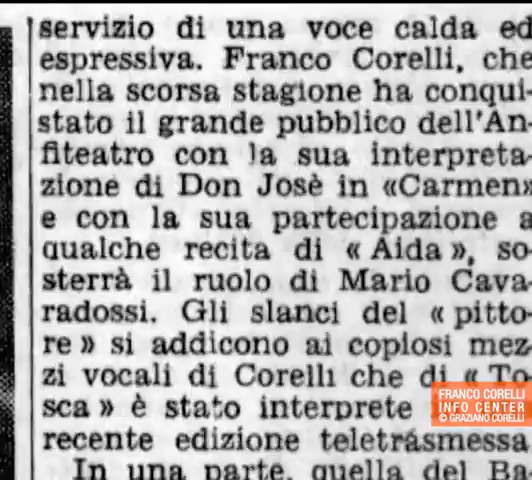 servizio di una voce calda ed
espressiva. Franco Corelli, che
nella scorsa stagione ha conqui-
stato il grande pubblico dell'An-
fiteatro con la sua interpreta-
zione di Don Josè in «Carmen»
e con la sua partecipazione a
qualche recita di « Aida », so-
sterrà il ruolo di Mario Cava-
radossi. Gli slanci del « pitto-
re » si addicono ai copiosi mez-
zi vocali di Corelli che di « To-
sca » è stato interprete
recente edizione teletrasmessa
In una parte, quella del Ba-
FRANCO CORELLI
INFO CENTER
© GRAZIANO CORELLI